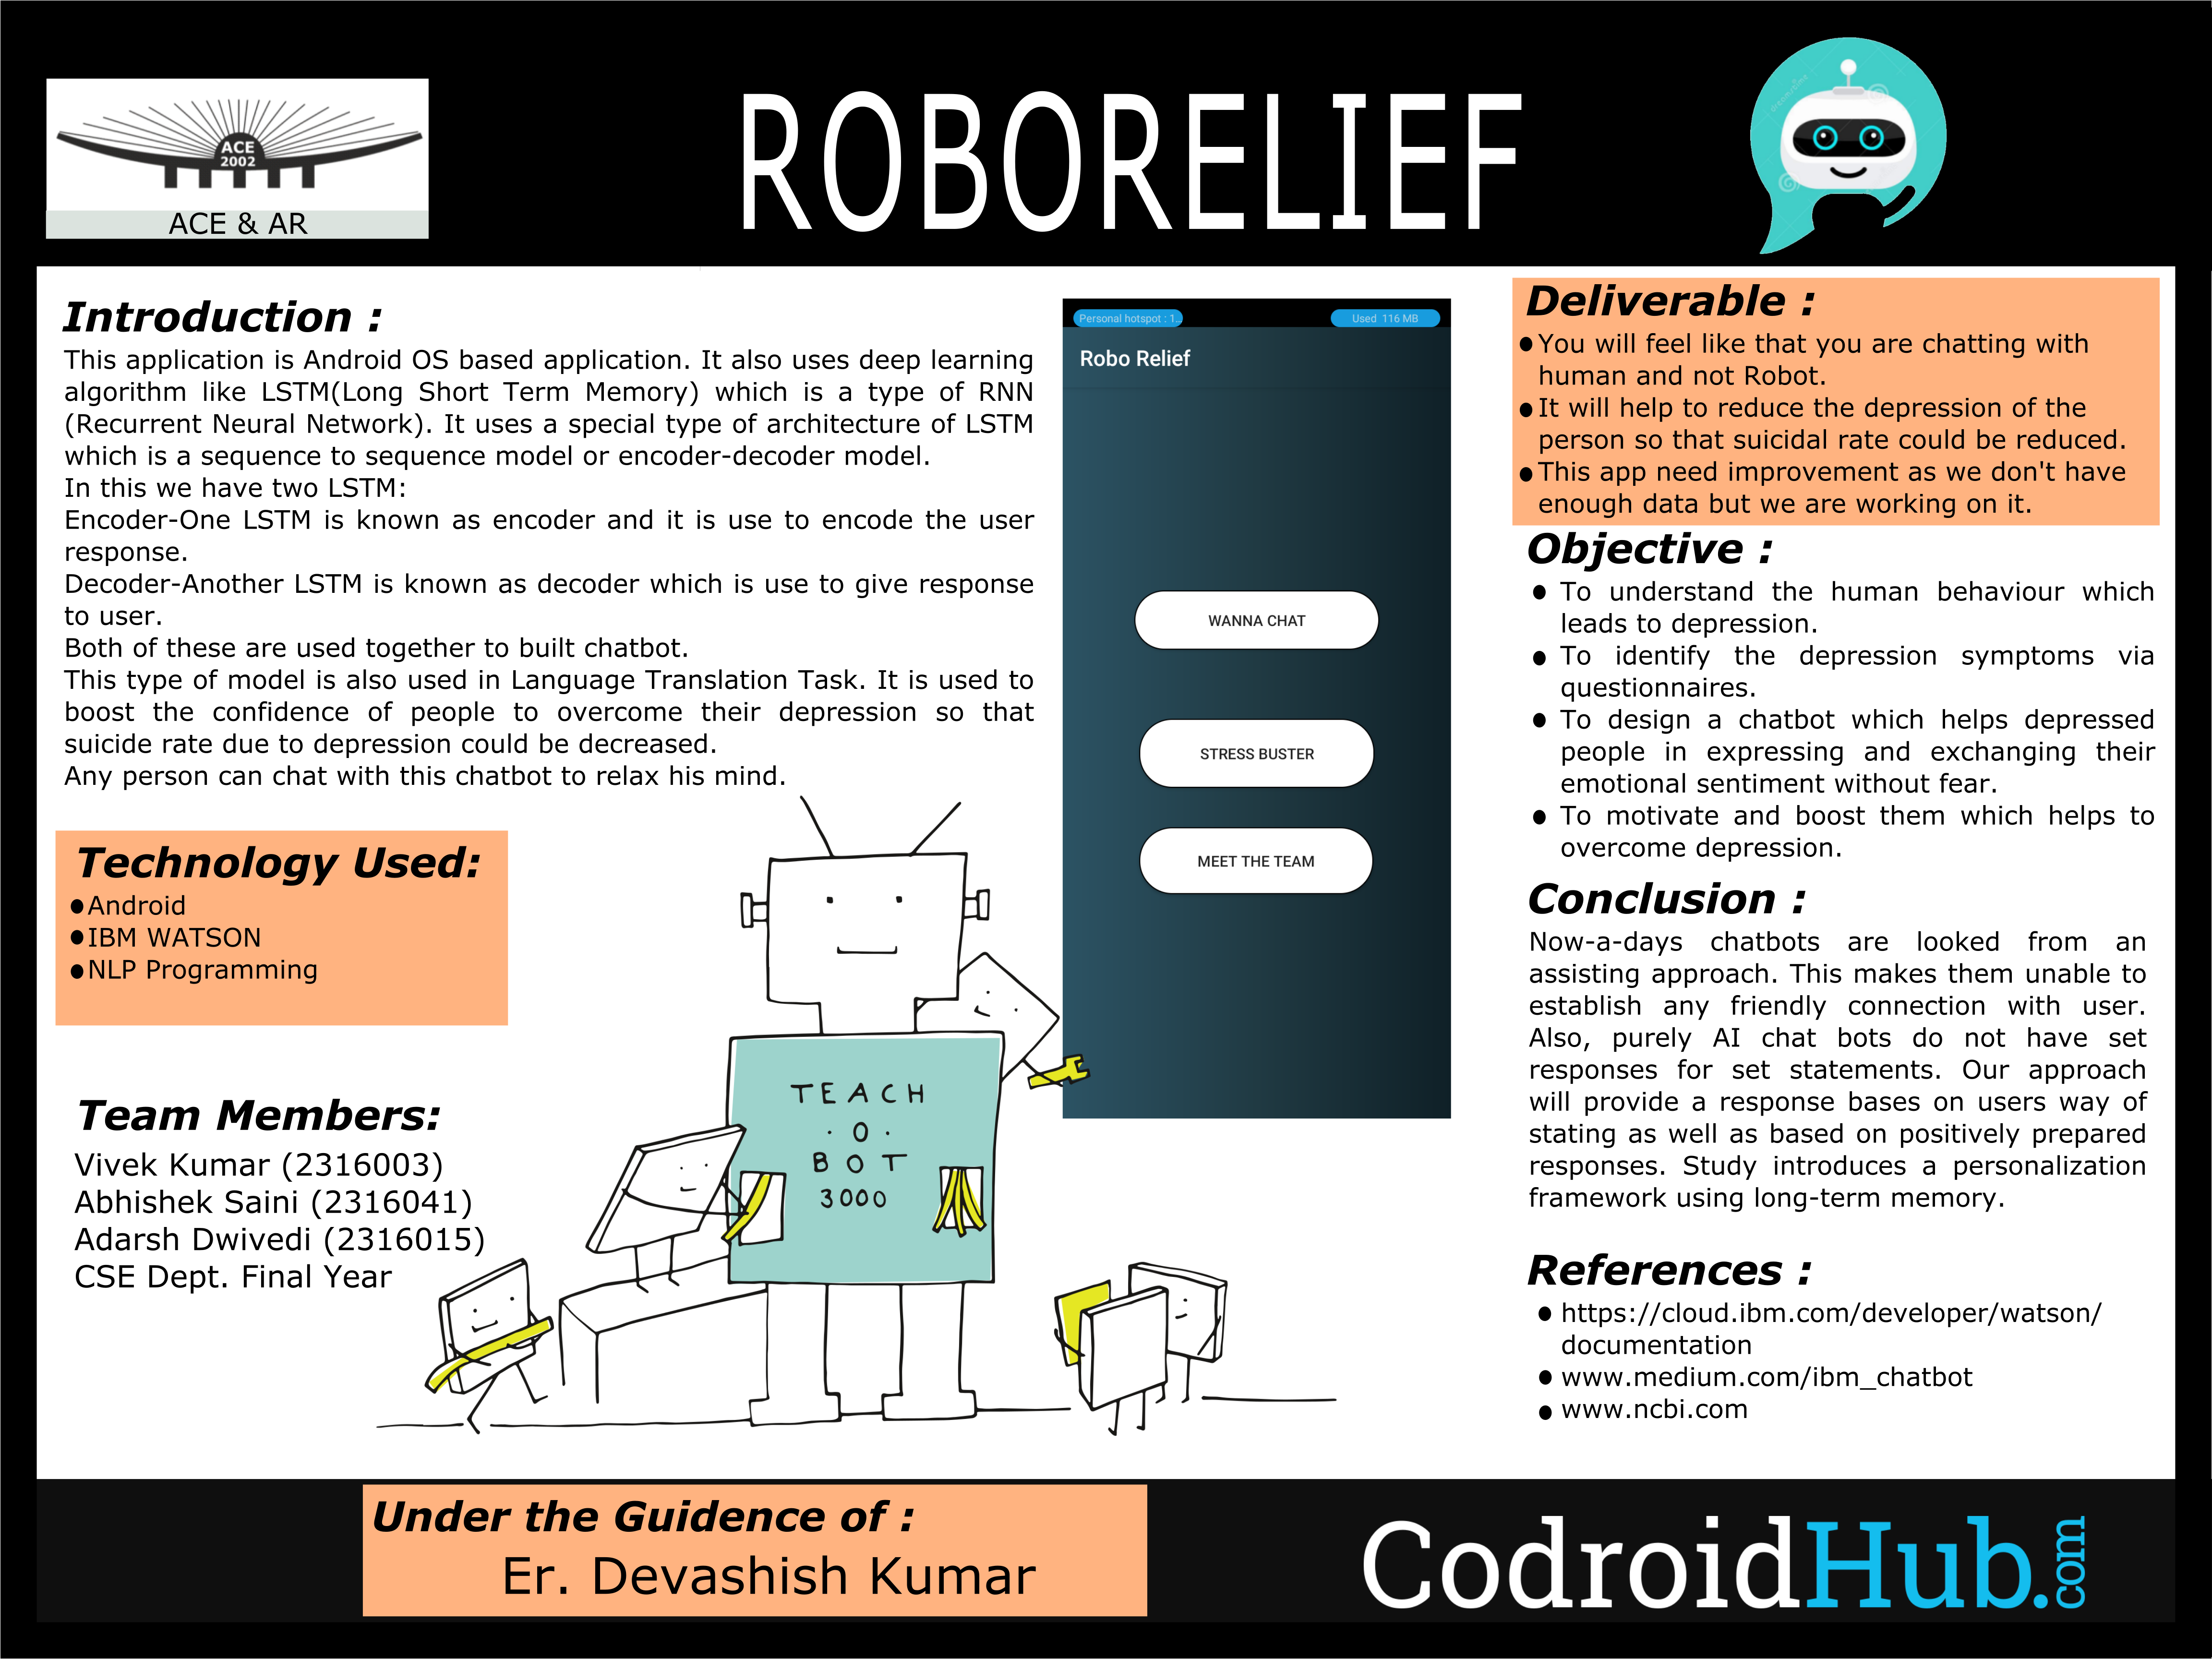 ACE
2002
ACE & AR
ROBORELIEF
Introduction :
This application is Android OS based application. It also uses deep learning
algorithm like LSTM(Long Short Term Memory) which is a type of RNN
(Recurrent Neural Network). It uses a special type of architecture of LSTM
which is a sequence to sequence model or encoder-decoder model.
In this we have two LSTM:
Encoder-One LSTM is known as encoder and it is use to encode the user
response.
Decoder-Another LSTM is known as decoder which is use to give response
to user.
Both of these are used together to built chatbot.
This type of model is also used in Language Translation Task. It is used to
boost the confidence of people to overcome their depression so that
suicide rate due to depression could be decreased.
Any person can chat with this chatbot to relax his mind.
Technology Used:
●Android
●IBM WATSON
●NLP Programming
Team Members:
Vivek Kumar (2316003)
Abhishek Saini (2316041)
Adarsh Dwivedi (2316015)
CSE Dept. Final Year
TEACH
· O ·
BOT
3000
Personal hotspot : 1...
Used 116 MB
Robo Relief
WANNA CHAT
STRESS BUSTER
MEET THE TEAM
Deliverable :
● You will feel like that you are chatting with
human and not Robot.
● It will help to reduce the depression of the
person so that suicidal rate could be reduced.
● This app need improvement as we don't have
enough data but we are working on it.
Objective :
● To understand the human behaviour which
leads to depression.
● To identify the depression symptoms via
questionnaires.
● To design a chatbot which helps depressed
people in expressing and exchanging their
emotional sentiment without fear.
● To motivate and boost them which helps to
overcome depression.
Conclusion :
Now-a-days chatbots are looked from an
assisting approach. This makes them unable to
establish any friendly connection with user.
Also, purely AI chat bots do not have set
responses for set statements. Our approach
will provide a response bases on users way of
stating as well as based on positively prepared
responses. Study introduces a personalization
framework using long-term memory.
References :
● https://cloud.ibm.com/developer/watson/
documentation
● www.medium.com/ibm_chatbot
● www.ncbi.com
Under the Guidence of :
Er. Devashish Kumar
CodroidHub.com